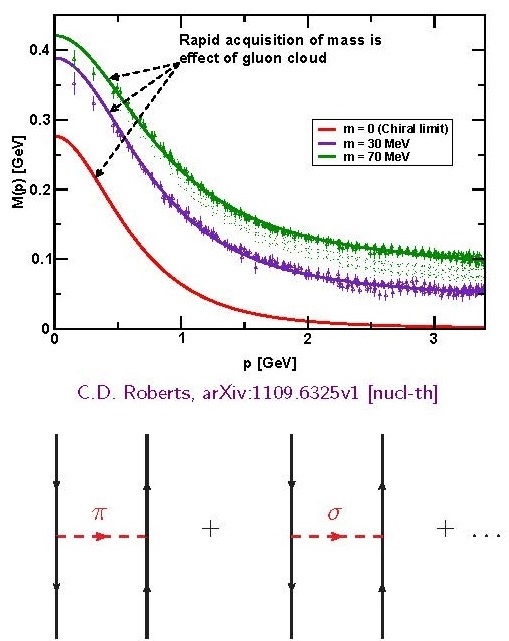 0.4
0.3
0.2
0.1
0
M(p) [GeV]
Rapid acquisition of mass is
effect of gluon cloud
m = 0 (Chiral limit)
m = 30 MeV
m = 70 MeV
0 1 2 3
p [GeV]
C.D. Roberts, arXiv:1109.6325v1 [nucl-th]
π σ
+ + ...